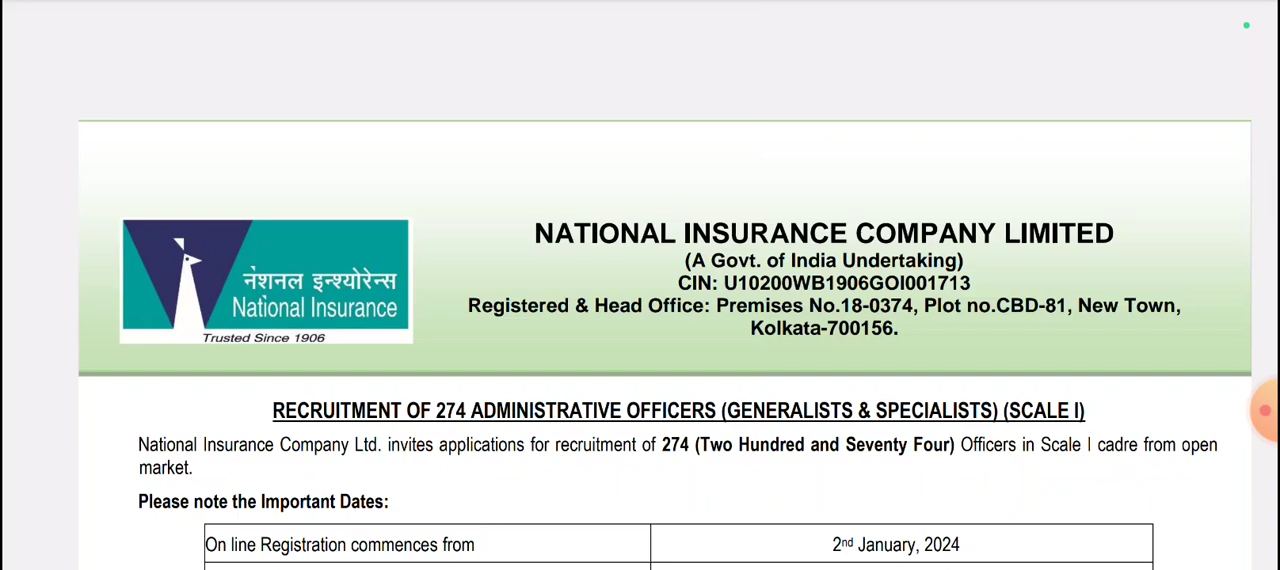 नेशनल इन्श्योरेन्स
National Insurance
Trusted Since 1906
NATIONAL INSURANCE COMPANY LIMITED
(A Govt. of India Undertaking)
CIN: U10200WB1906GOI001713
Registered & Head Office: Premises No.18-0374, Plot no.CBD-81, New Town,
Kolkata-700156.
RECRUITMENT OF 274 ADMINISTRATIVE OFFICERS (GENERALISTS & SPECIALISTS) (SCALE I)
National Insurance Company Ltd. invites applications for recruitment of 274 (Two Hundred and Seventy Four) Officers in Scale I cadre from open
market.
Please note the Important Dates:
On line Registration commences from 2nd January, 2024